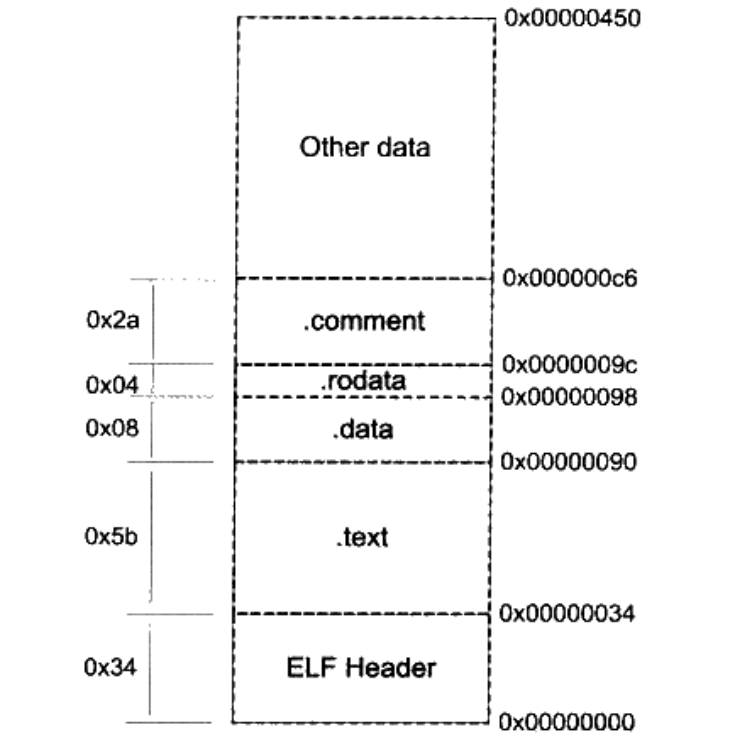 0x00000450
Other data
0x000000c6
0x2a
.comment
0x0000009c
0x04
.rodata
0x00000098
0x08
.data
0x00000090
0x5b
.text
0x00000034
0x34
ELF Header
0x00000000